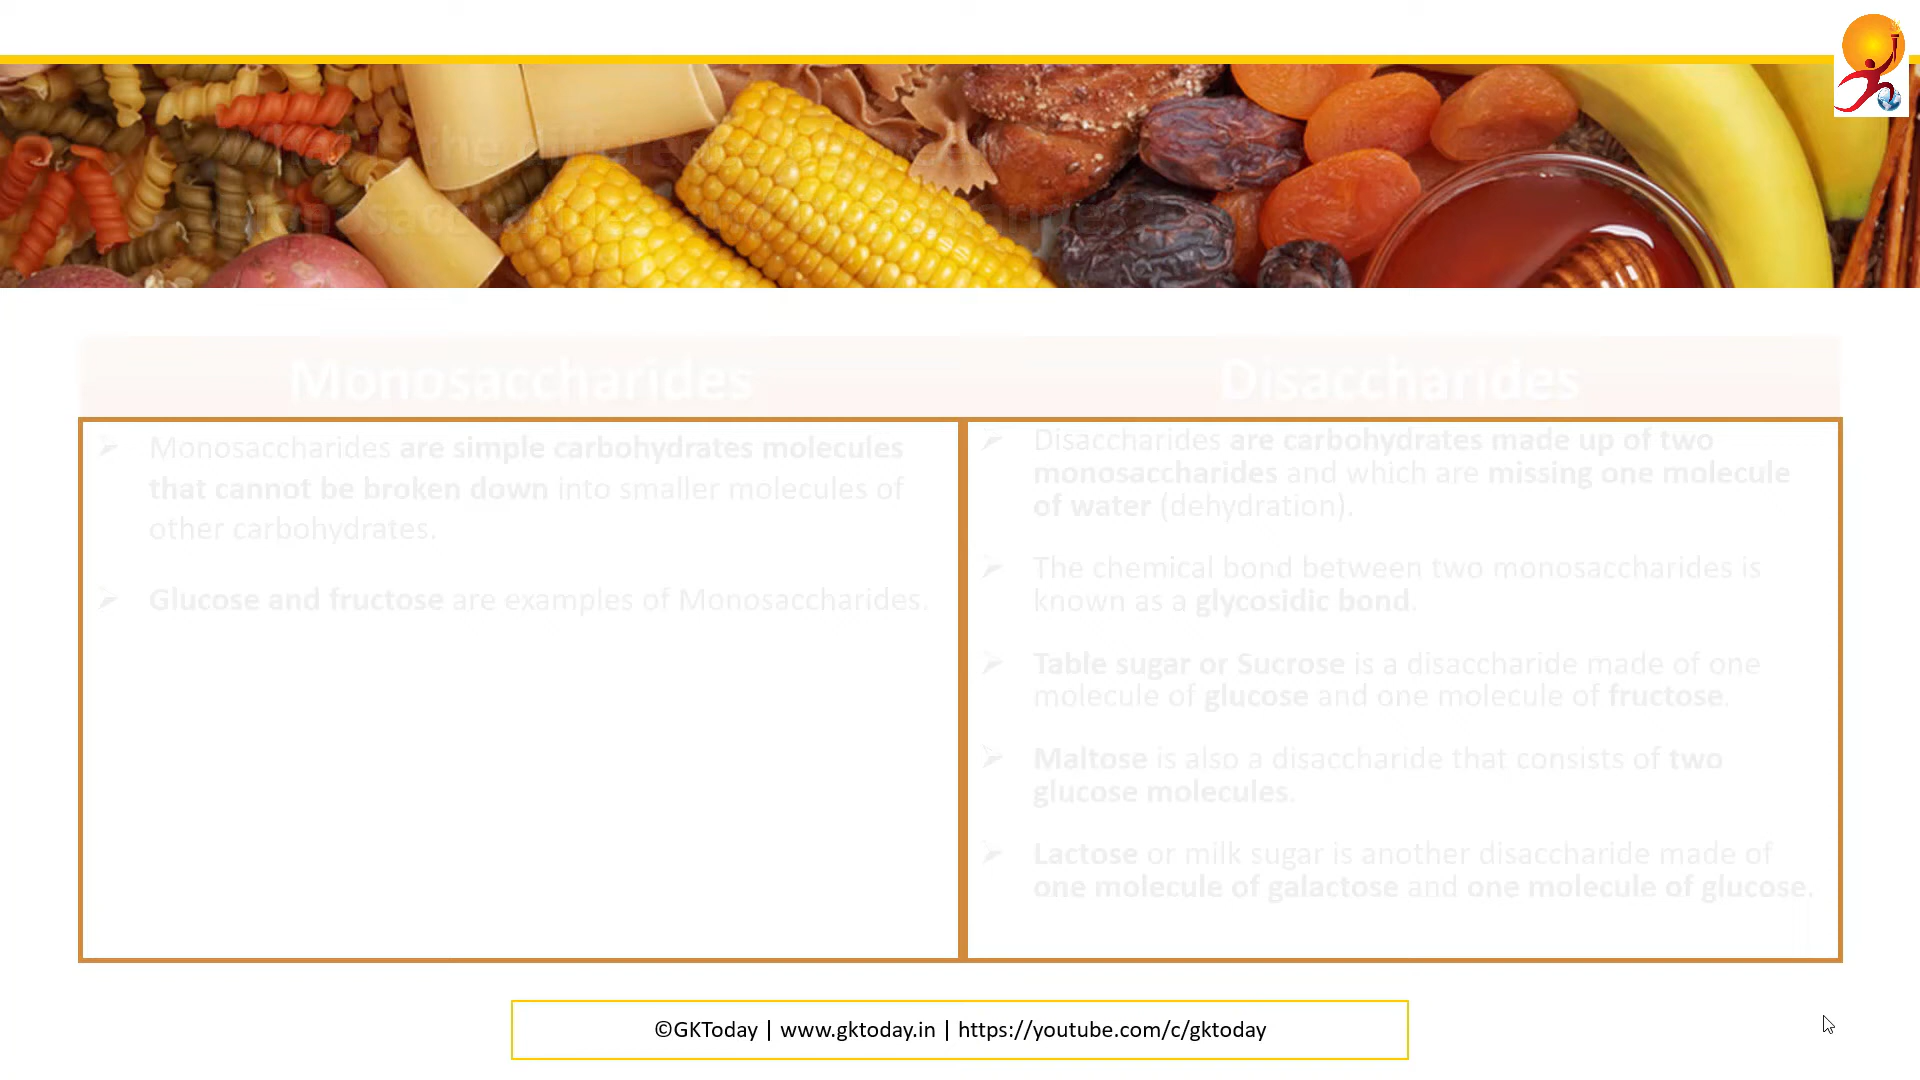 Monosaccharides
Disaccharides
➢ Monosaccharides are simple carbohydrates molecules
that cannot be broken down into smaller molecules of
other carbohydrates.
➢ Glucose and fructose are examples of Monosaccharides.
➢ Disaccharides are carbohydrates made up of two
monosaccharides and which are missing one molecule
of water (dehydration).
➢ The chemical bond between two monosaccharides is
known as a glycosidic bond.
➢ Table sugar or Sucrose is a disaccharide made of one
molecule of glucose and one molecule of fructose.
➢ Maltose is also a disaccharide that consists of two
glucose molecules.
➢ Lactose or milk sugar is another disaccharide made of
one molecule of galactose and one molecule of glucose.
©GKToday | www.gktoday.in | https://youtube.com/c/gktoday